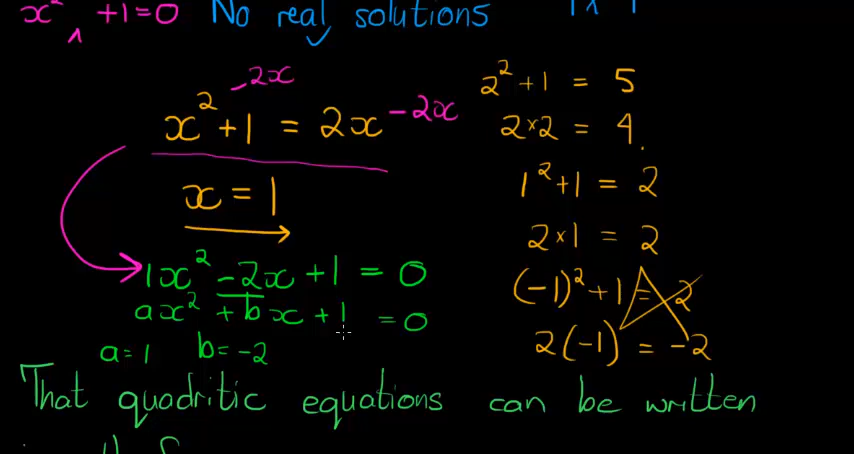 x² +1=0 No real solutions
-2x
x² + 1 = 2x - 2x
x = 1
1x² - 2x + 1 = 0
ax² + bx + 1 = 0
a = 1 b = -2
2² + 1 = 5
2 × 2 = 4.
1² + 1 = 2
2 × 1 = 2
(-1)² + 1 = 2
2(-1) = -2
That quadritic equations can be written